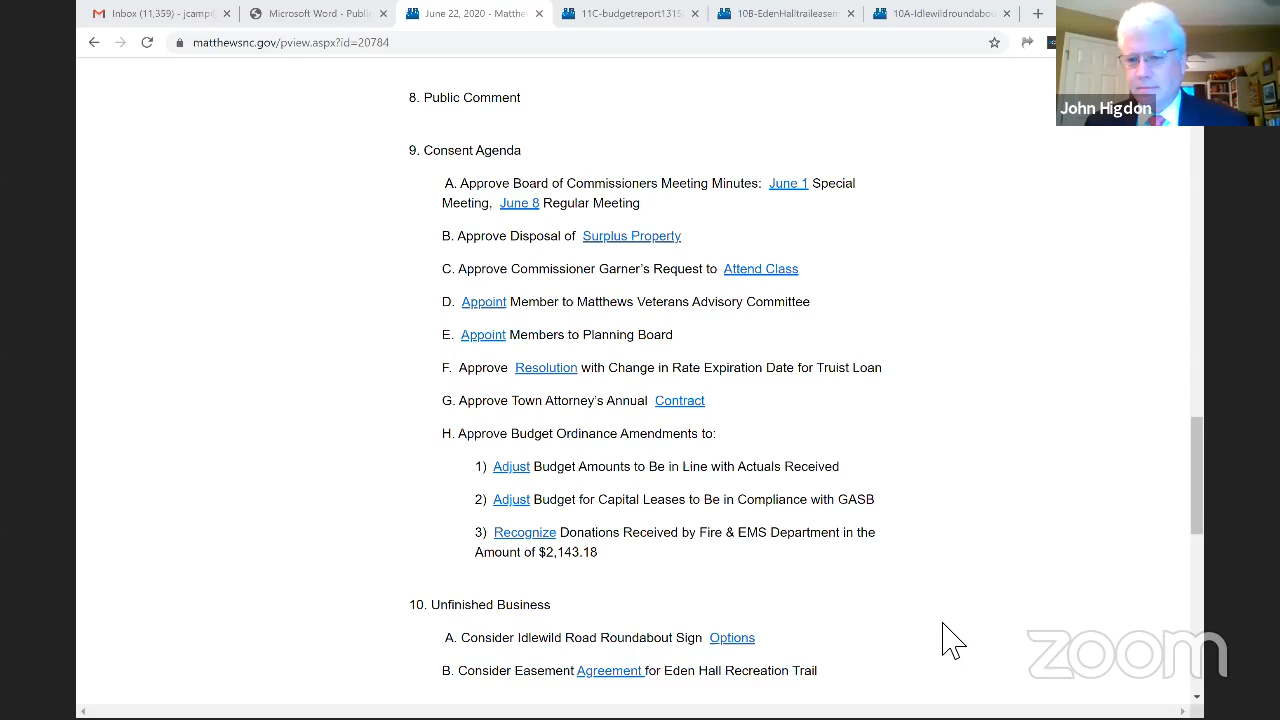 Inbox (11,359) - jcamp(
Microsoft Word - Public
June 22, 2020 - Matthe
11C-budgetreport1315
10B-EdenHalltraileasem
10A-Idlewildroundabou
matthewsnc.gov/pview.aspx?id=20784
John Higdon
8. Public Comment
9. Consent Agenda
A. Approve Board of Commissioners Meeting Minutes: June 1 Special
Meeting, June 8 Regular Meeting
B. Approve Disposal of Surplus Property
C. Approve Commissioner Garner's Request to Attend Class
D. Appoint Member to Matthews Veterans Advisory Committee
E. Appoint Members to Planning Board
F. Approve Resolution with Change in Rate Expiration Date for Truist Loan
G. Approve Town Attorney's Annual Contract
H. Approve Budget Ordinance Amendments to:
1) Adjust Budget Amounts to Be in Line with Actuals Received
2) Adjust Budget for Capital Leases to Be in Compliance with GASB
3) Recognize Donations Received by Fire & EMS Department in the
Amount of $2,143.18
10. Unfinished Business
A. Consider Idlewild Road Roundabout Sign Options
B. Consider Easement Agreement for Eden Hall Recreation Trail
zoom